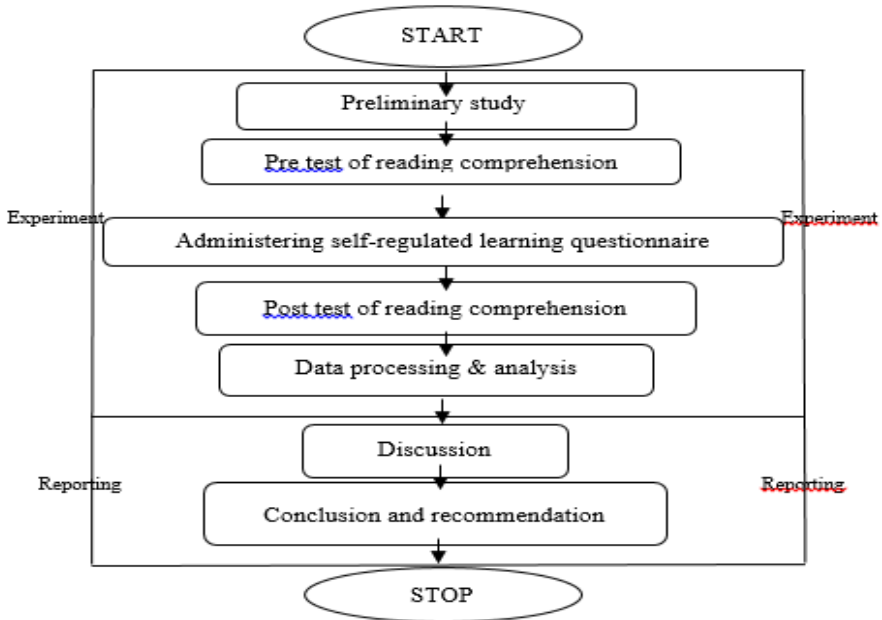 START
Preliminary study
Pre test of reading comprehension
Experiment
Experiment
Administering self-regulated learning questionnaire
Post test of reading comprehension
Data processing & analysis
Discussion
Reporting
Reporting
Conclusion and recommendation
STOP